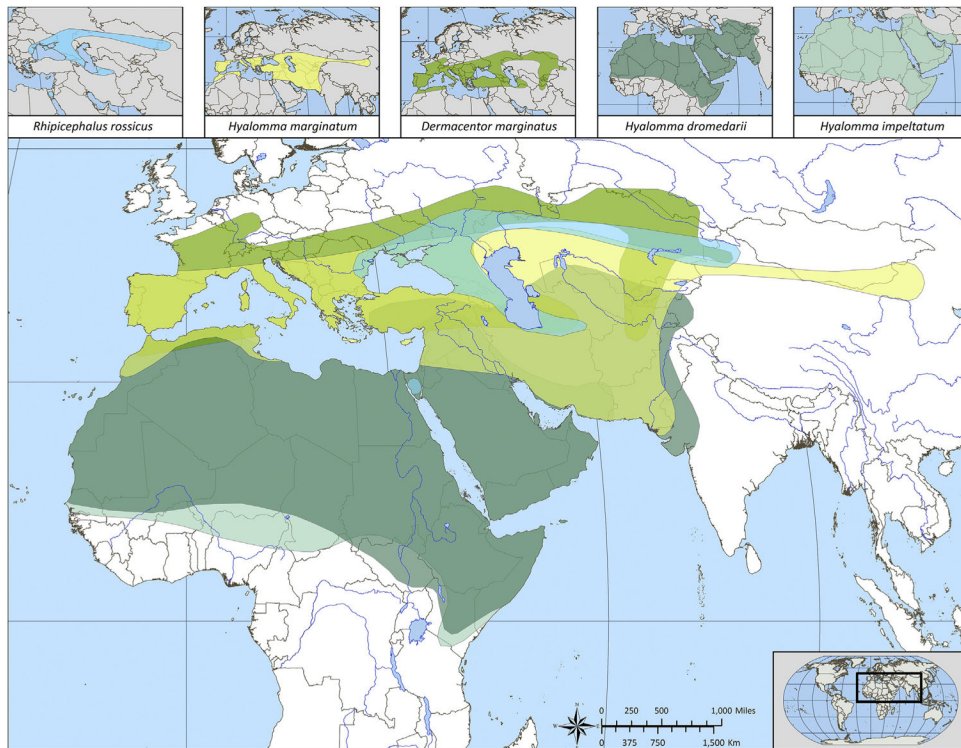 Rhipicephalus rossicus
Hyalomma marginatum
Dermacentor marginatus
Hyalomma dromedarii
Hyalomma impeltatum
N
W
E
S
0 250 500 1,000 Miles
0 375 750 1,500 Km